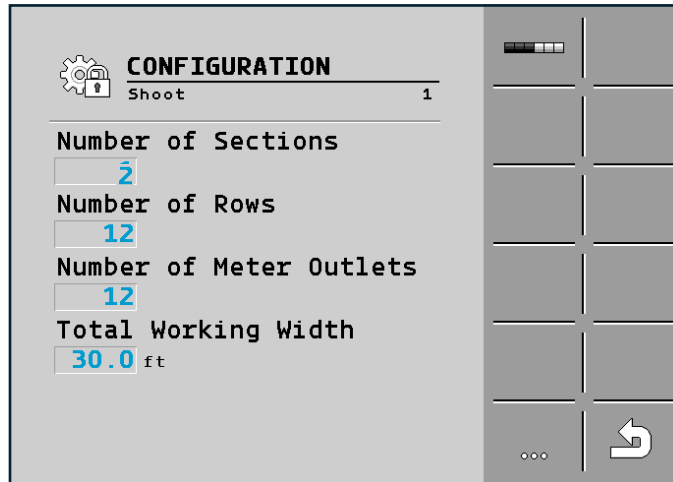 CONFIGURATION
Shoot 1
Number of Sections
2
Number of Rows
12
Number of Meter Outlets
12
Total Working Width
30.0 ft